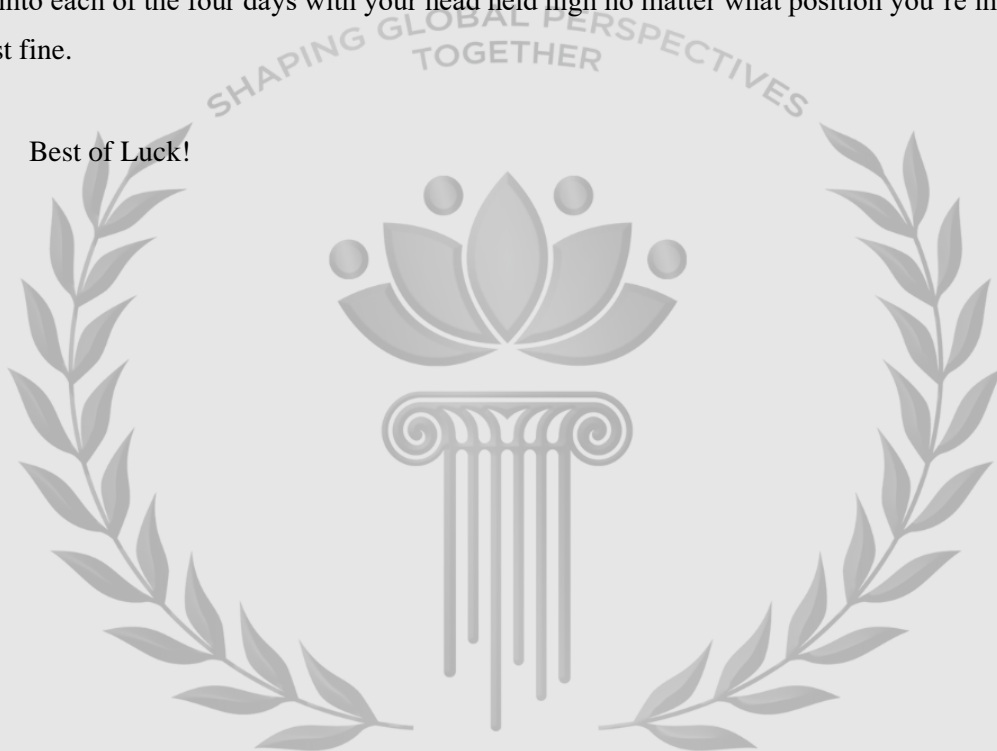 into each of the four days with your head held high no matter what position you're in
st fine.
SHAPING GLOBAL PERSPECTIVES
TOGETHER
Best of Luck!